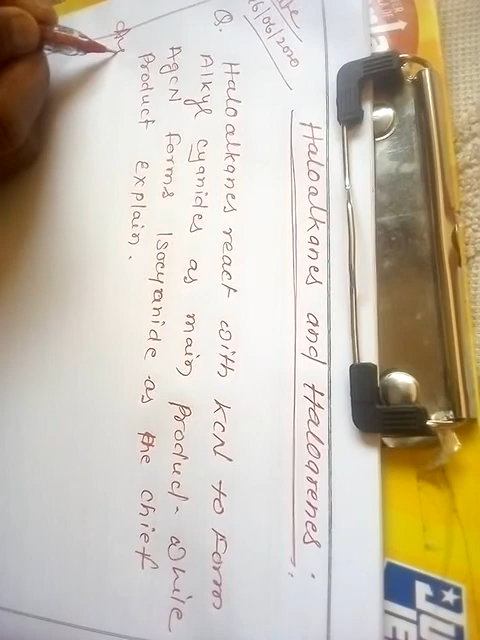 16/06/2020
Haloalkanes and Haloarenes:
Q. Haloalkanes react with KCN to Form
Alkyl cyanides as main Product while
AgCN forms Isocyanide as the chief
Product explain.